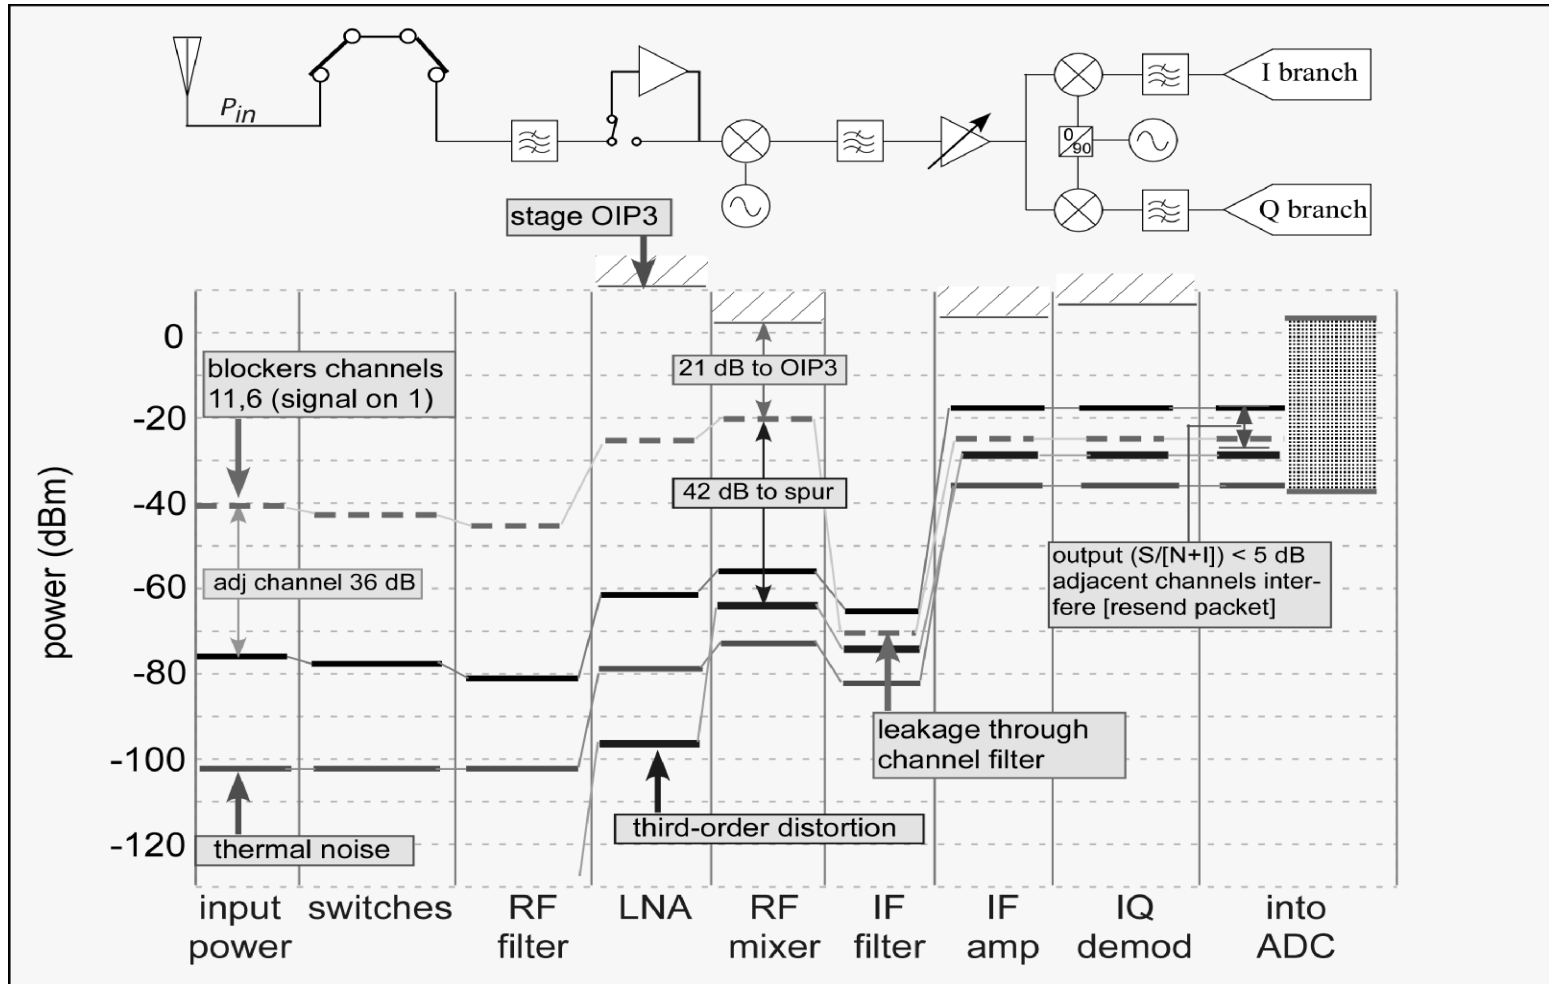 P_in
I branch
0
90
Q branch
stage OIP3
0
-20
-40
-60
-80
-100
-120
power (dBm)
blockers channels
11,6 (signal on 1)
21 dB to OIP3
42 dB to spur
adj channel 36 dB
output (S/[N+I]) < 5 dB
adjacent channels inter-
fere [resend packet]
leakage through
channel filter
third-order distortion
thermal noise
input
power
switches
RF
filter
LNA
RF
mixer
IF
filter
IF
amp
IQ
demod
into
ADC